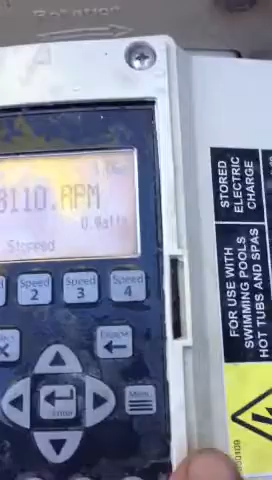 3110.RPM
0.Watts
Stopped
Speed 2
Speed 3
Speed 4
Escape
Enter
Menu
STORED
ELECTRIC
CHARGE
FOR USE WITH
SWIMMING POOLS
HOT TUBS AND SPAS